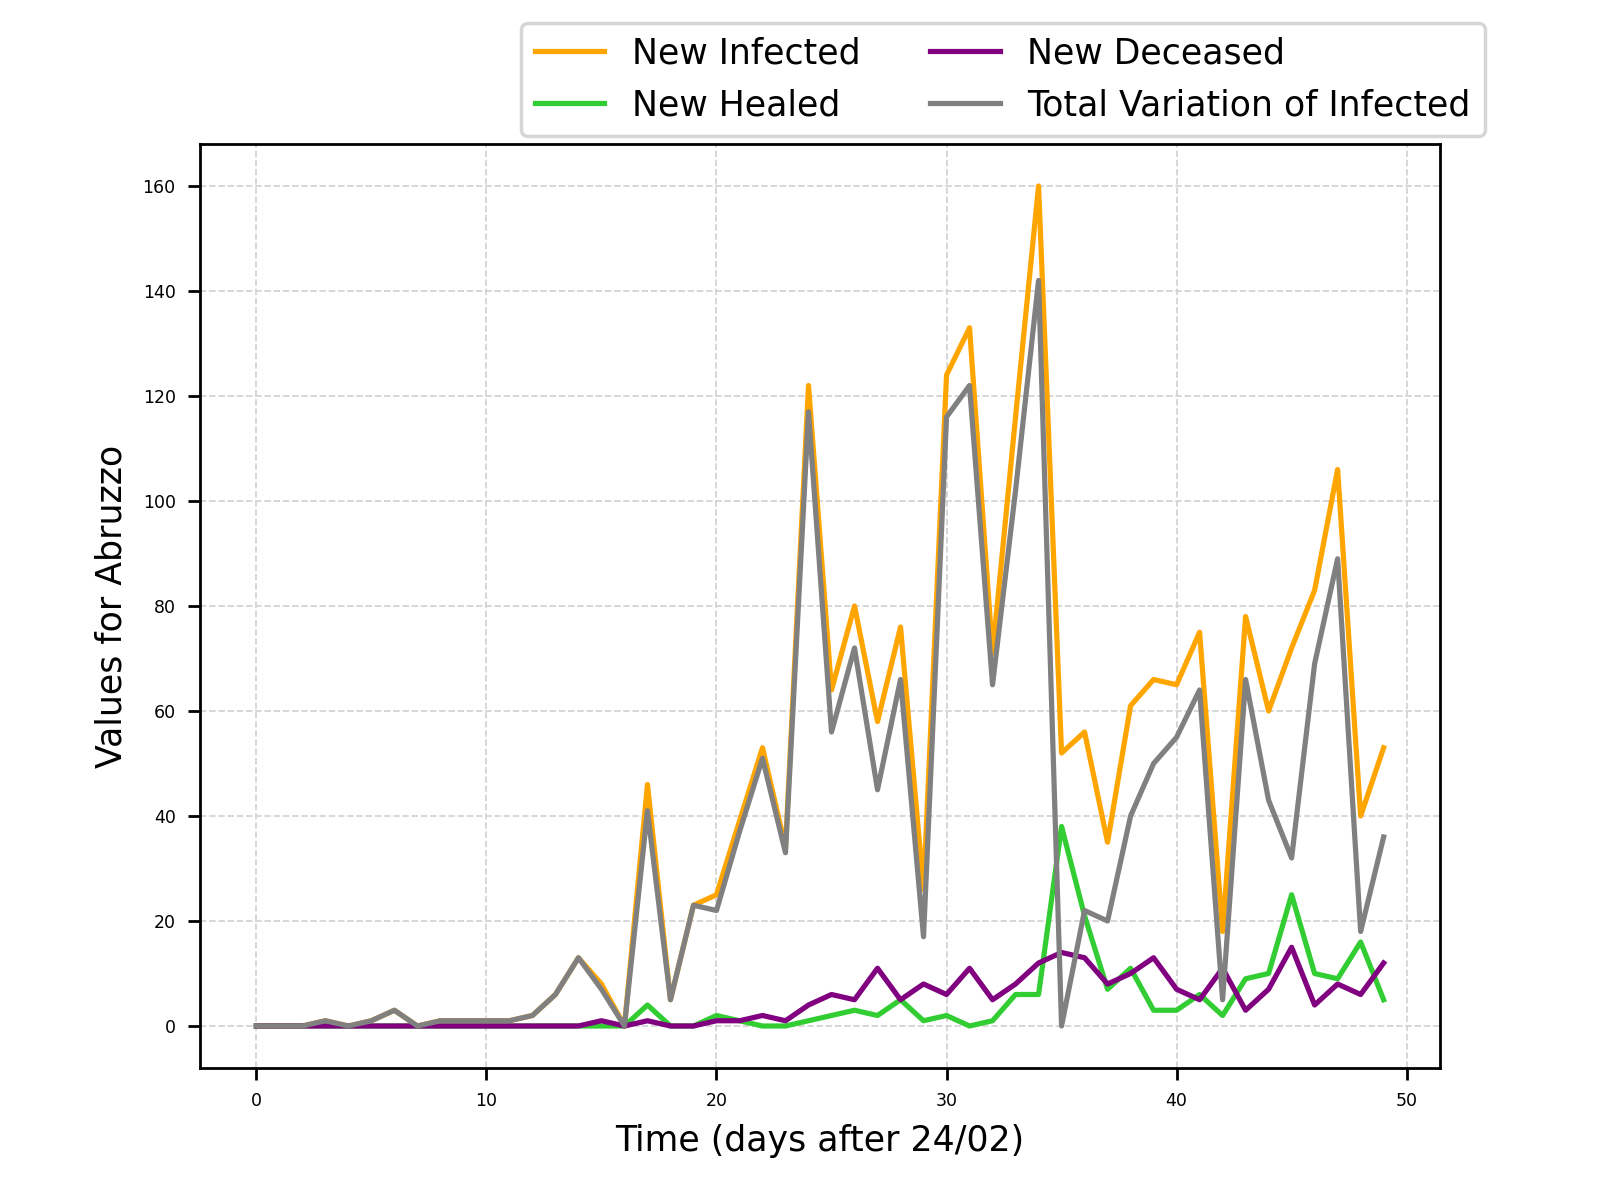 New Infected
New Healed
New Deceased
Total Variation of Infected
160
140
120
100
80
60
40
20
0
Values for Abruzzo
0 10 20 30 40 50
Time (days after 24/02)